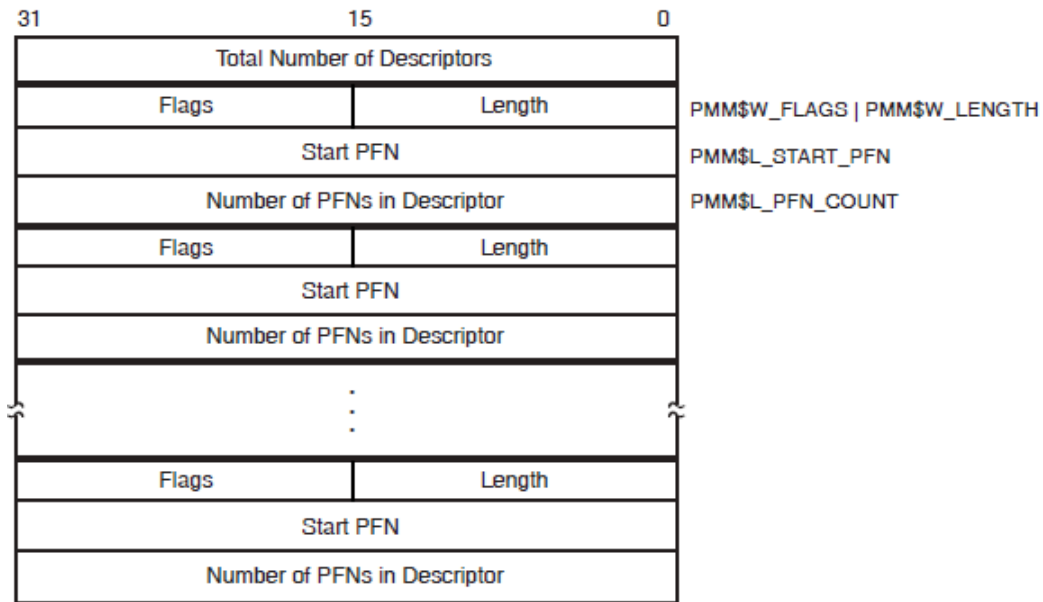 31 15 0
Total Number of Descriptors
Flags Length PMM$W_FLAGS | PMM$W_LENGTH
Start PFN PMM$L_START_PFN
Number of PFNs in Descriptor PMM$L_PFN_COUNT
Flags Length
Start PFN
Number of PFNs in Descriptor
Flags Length
Start PFN
Number of PFNs in Descriptor